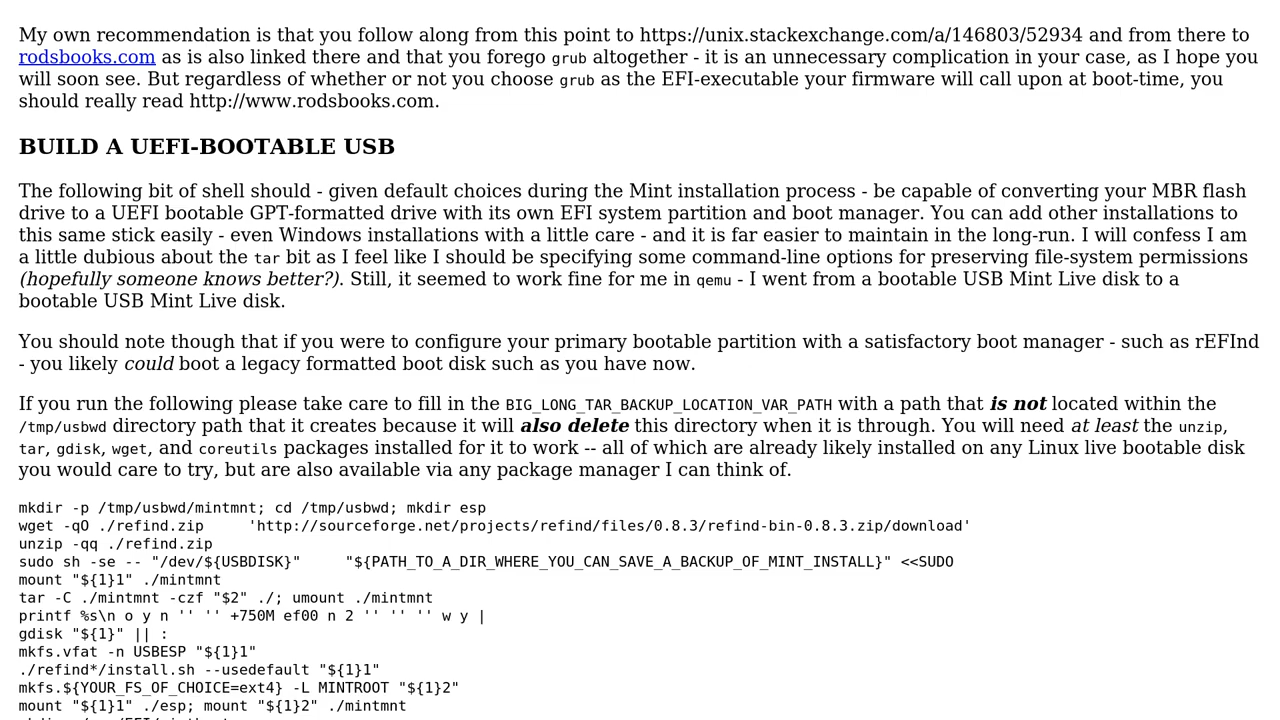 My own recommendation is that you follow along from this point to https://unix.stackexchange.com/a/146803/52934 and from there to
rodsbooks.com as is also linked there and that you forego grub altogether - it is an unnecessary complication in your case, as I hope you
will soon see. But regardless of whether or not you choose grub as the EFI-executable your firmware will call upon at boot-time, you
should really read http://www.rodsbooks.com.
BUILD A UEFI-BOOTABLE USB
The following bit of shell should - given default choices during the Mint installation process - be capable of converting your MBR flash
drive to a UEFI bootable GPT-formatted drive with its own EFI system partition and boot manager. You can add other installations to
this same stick easily - even Windows installations with a little care - and it is far easier to maintain in the long-run. I will confess I am
a little dubious about the tar bit as I feel like I should be specifying some command-line options for preserving file-system permissions
(hopefully someone knows better?). Still, it seemed to work fine for me in qemu - I went from a bootable USB Mint Live disk to a
bootable USB Mint Live disk.
You should note though that if you were to configure your primary bootable partition with a satisfactory boot manager - such as rEFInd
- you likely could boot a legacy formatted boot disk such as you have now.
If you run the following please take care to fill in the BIG_LONG_TAR_BACKUP_LOCATION_VAR_PATH with a path that is not located within the
/tmp/usbwd directory path that it creates because it will also delete this directory when it is through. You will need at least the unzip,
tar, gdisk, wget, and coreutils packages installed for it to work -- all of which are already likely installed on any Linux live bootable disk
you would care to try, but are also available via any package manager I can think of.
mkdir -p /tmp/usbwd/mintmnt; cd /tmp/usbwd; mkdir esp
wget -qO ./refind.zip     'http://sourceforge.net/projects/refind/files/0.8.3/refind-bin-0.8.3.zip/download'
unzip -qq ./refind.zip
sudo sh -se -- "/dev/${USBDISK}"     "${PATH_TO_A_DIR_WHERE_YOU_CAN_SAVE_A_BACKUP_OF_MINT_INSTALL}" <<SUDO
mount "${1}1" ./mintmnt
tar -C ./mintmnt -czf "$2" ./; umount ./mintmnt
printf %s\n o y n '' '' +750M ef00 n 2 '' '' '' w y |
gdisk "${1}" || :
mkfs.vfat -n USBESP "${1}1"
./refind*/install.sh --usedefault "${1}1"
mkfs.${YOUR_FS_OF_CHOICE=ext4} -L MINTROOT "${1}2"
mount "${1}1" ./esp; mount "${1}2" ./mintmnt